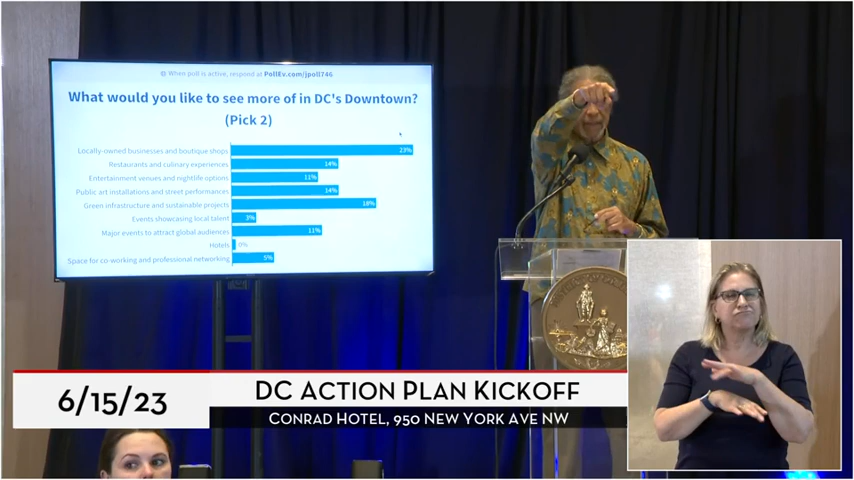 When poll is active, respond at PollEv.com/jpoll746
What would you like to see more of in DC's Downtown?
(Pick 2)
Locally-owned businesses and boutique shops 23%
Restaurants and culinary experiences 14%
Entertainment venues and nightlife options 11%
Public art installations and street performances 14%
Green infrastructure and sustainable projects 18%
Events showcasing local talent 3%
Major events to attract global audiences 11%
Hotels 0%
Space for co-working and professional networking 5%
6/15/23
DC Action Plan Kickoff
Conrad Hotel, 950 New York Ave NW